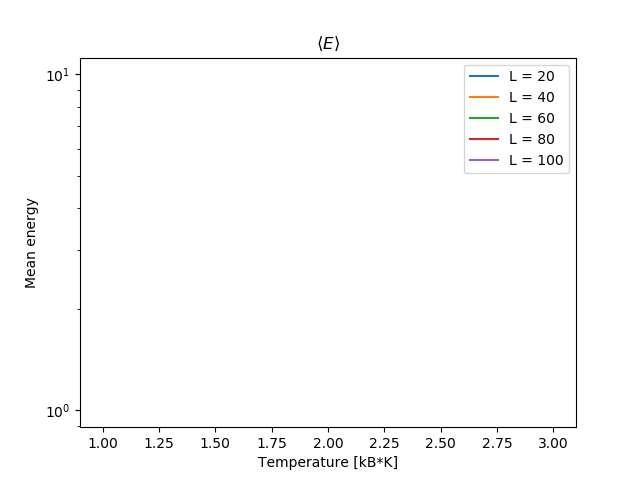 ⟨E⟩
10¹
10⁰
Mean energy
L = 20
L = 40
L = 60
L = 80
L = 100
1.00 1.25 1.50 1.75 2.00 2.25 2.50 2.75 3.00
Temperature [kB*K]